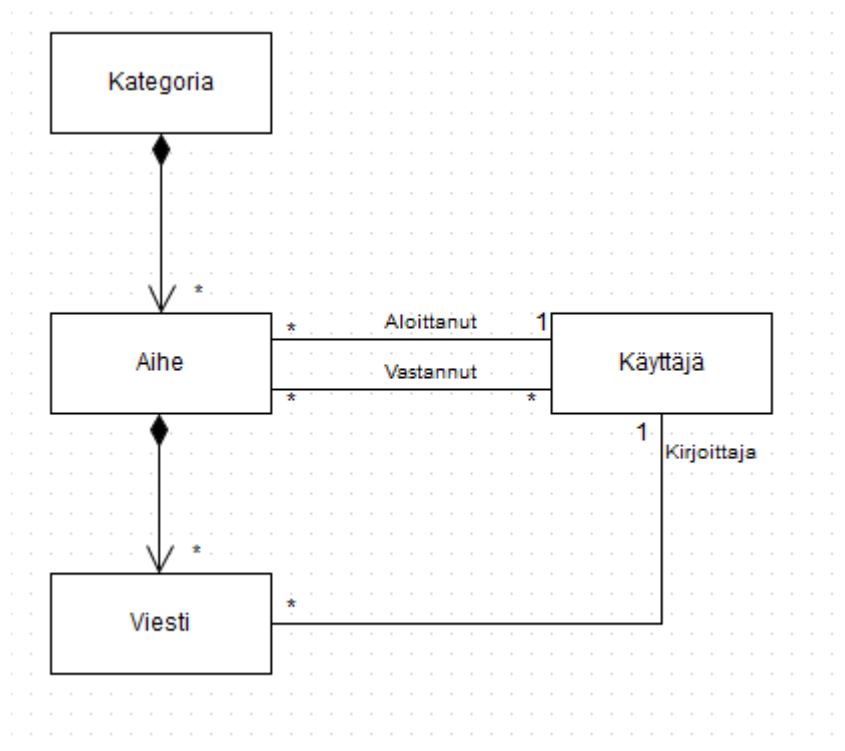 Kategoria
*
* Aloittanut 1
Aihe
Käyttäjä
Vastannut
* *
1
Kirjoittaja
*
*
Viesti